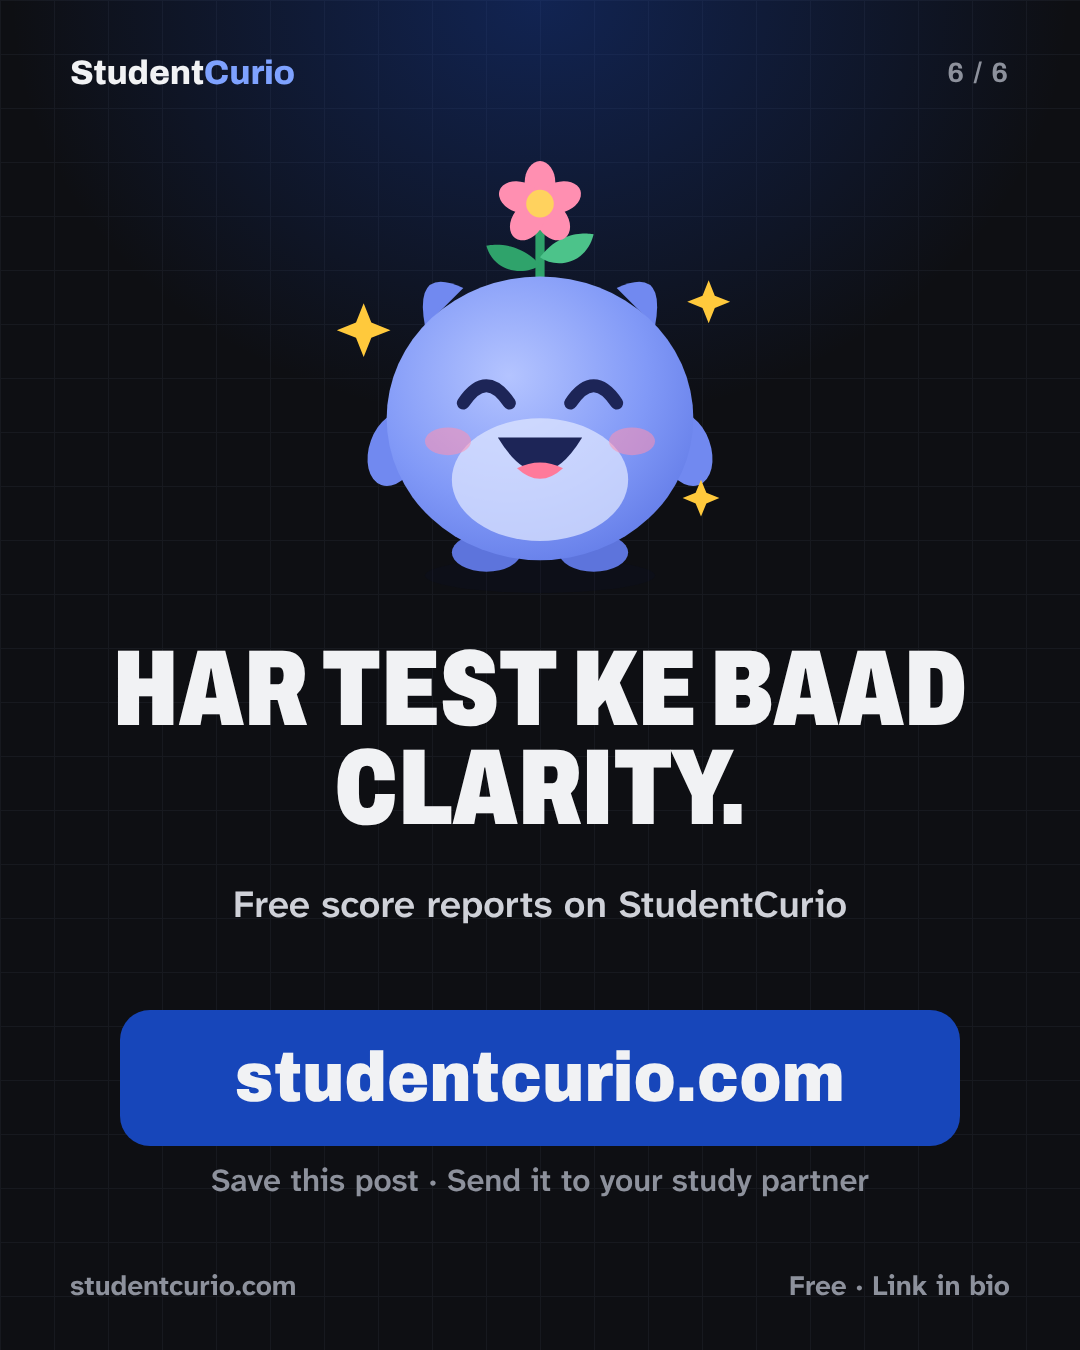 StudentCurio
6 / 6
HAR TEST KE BAAD
CLARITY.
Free score reports on StudentCurio
studentcurio.com
Save this post · Send it to your study partner
studentcurio.com
Free · Link in bio